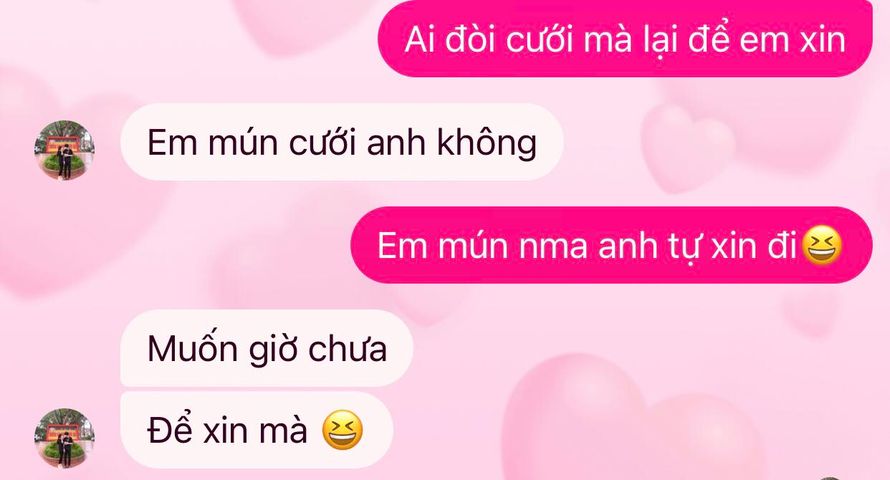 Ai đòi cưới mà lại để em xin
Em mún cưới anh không
Em mún nma anh tự xin đi😆
Muốn giờ chưa
Để xin mà 😆